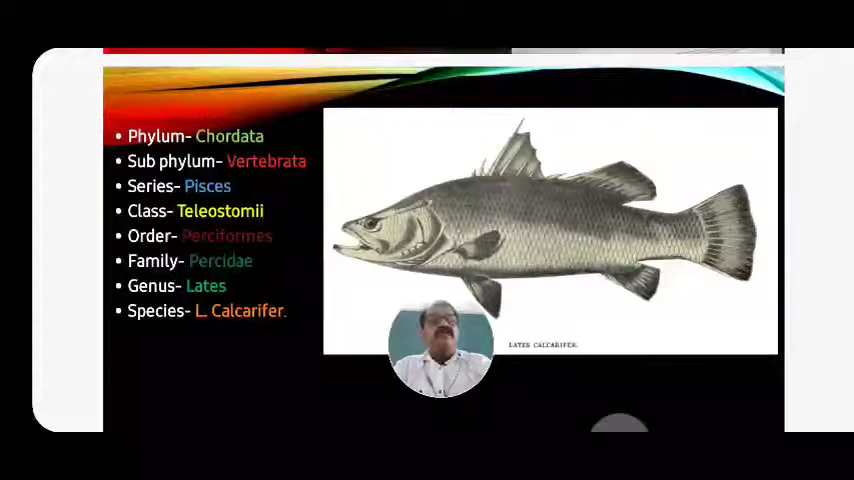 • Phylum- Chordata
• Sub phylum- Vertebrata
• Series- Pisces
• Class- Teleostomii
• Order- Perciformes
• Family- Percidae
• Genus- Lates
• Species- L. Calcarifer.
LATES CALCARIFER.